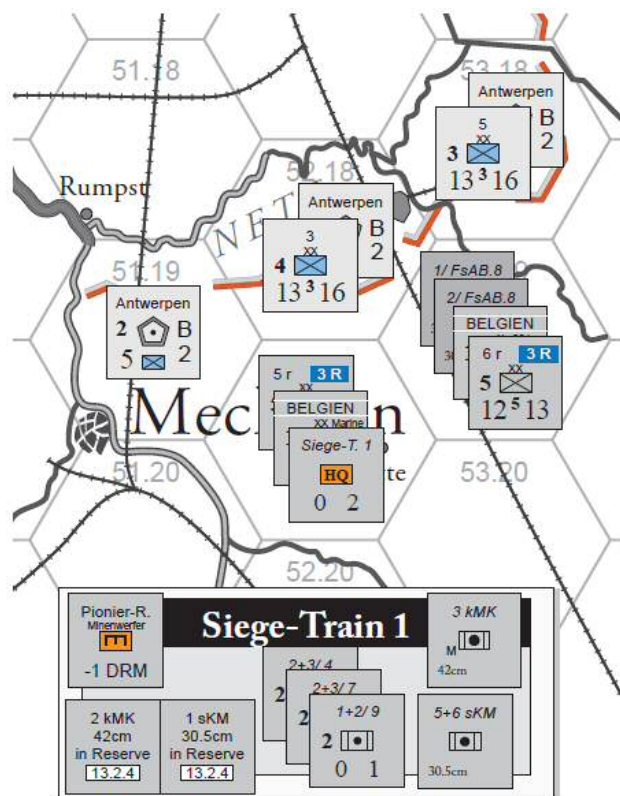 51.18
53.18
Antwerpen
B
2
5
XX
3
13 3 16
Rumpst
52.18
NET
Antwerpen
B
2
3
XX
4
13 3 16
51.19
1/ FsAB.8
2/ FsAB.8
BELGIEN
6 r 3 R
XX
5
12 5 13
Antwerpen
2 B
5 2
5 r 3 R
XX
BELGIEN
XX Marine
Siege-T. 1
HQ
0 2
51.20
53.20
52.20
Siege-Train 1
Pionier-R.
Minenwerfer
-1 DRM
2 kMK
42cm
in Reserve
13.2.4
1 sKM
30.5cm
in Reserve
13.2.4
2+3/ 4
2
2+3/ 7
2
1+2/ 9
2
0 1
3 kMK
M
42cm
5+6 sKM
30.5cm